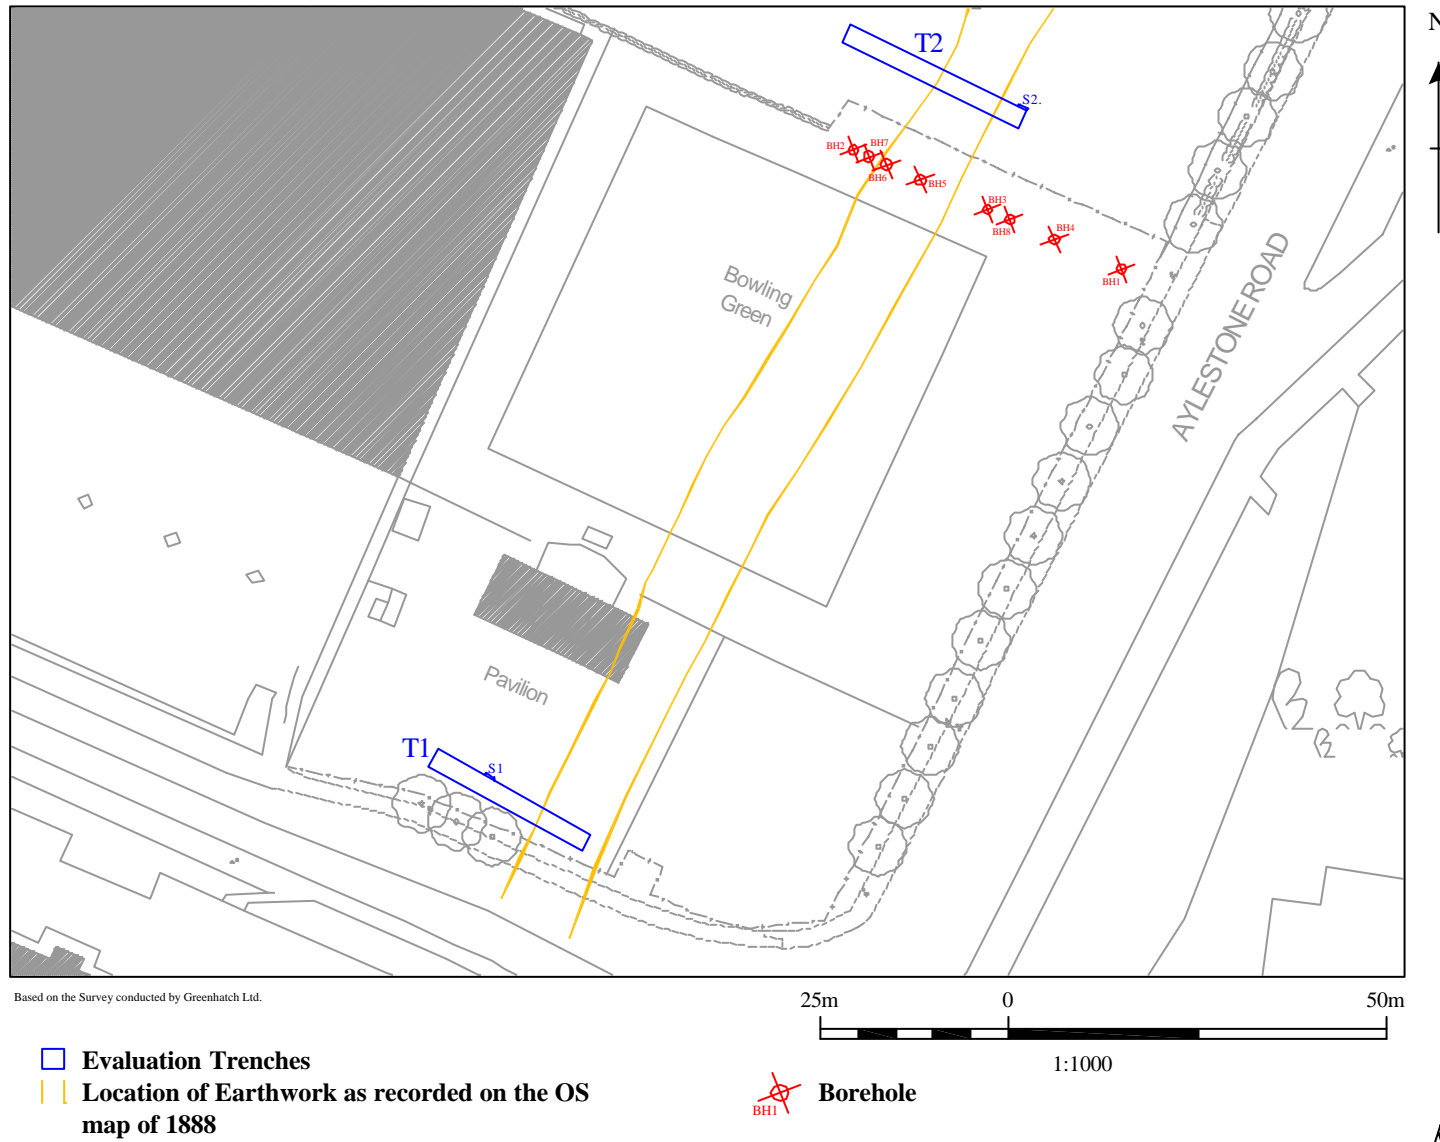 N
T2
S2.
BH2
BH7
BH6
BH5
BH3
BH8
BH4
BH1
Bowling
Green
AYLESTONE ROAD
Pavilion
T1
S1
Based on the Survey conducted by Greenhatch Ltd.
25m 0 50m
1:1000
Evaluation Trenches
Location of Earthwork as recorded on the OS
map of 1888
BH1
Borehole